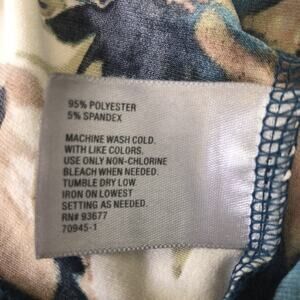 95% POLYESTER
5% SPANDEX
MACHINE WASH COLD.
WITH LIKE COLORS.
USE ONLY NON-CHLORINE
BLEACH WHEN NEEDED.
TUMBLE DRY LOW.
IRON ON LOWEST
SETTING AS NEEDED.
RN# 93677
70945-1